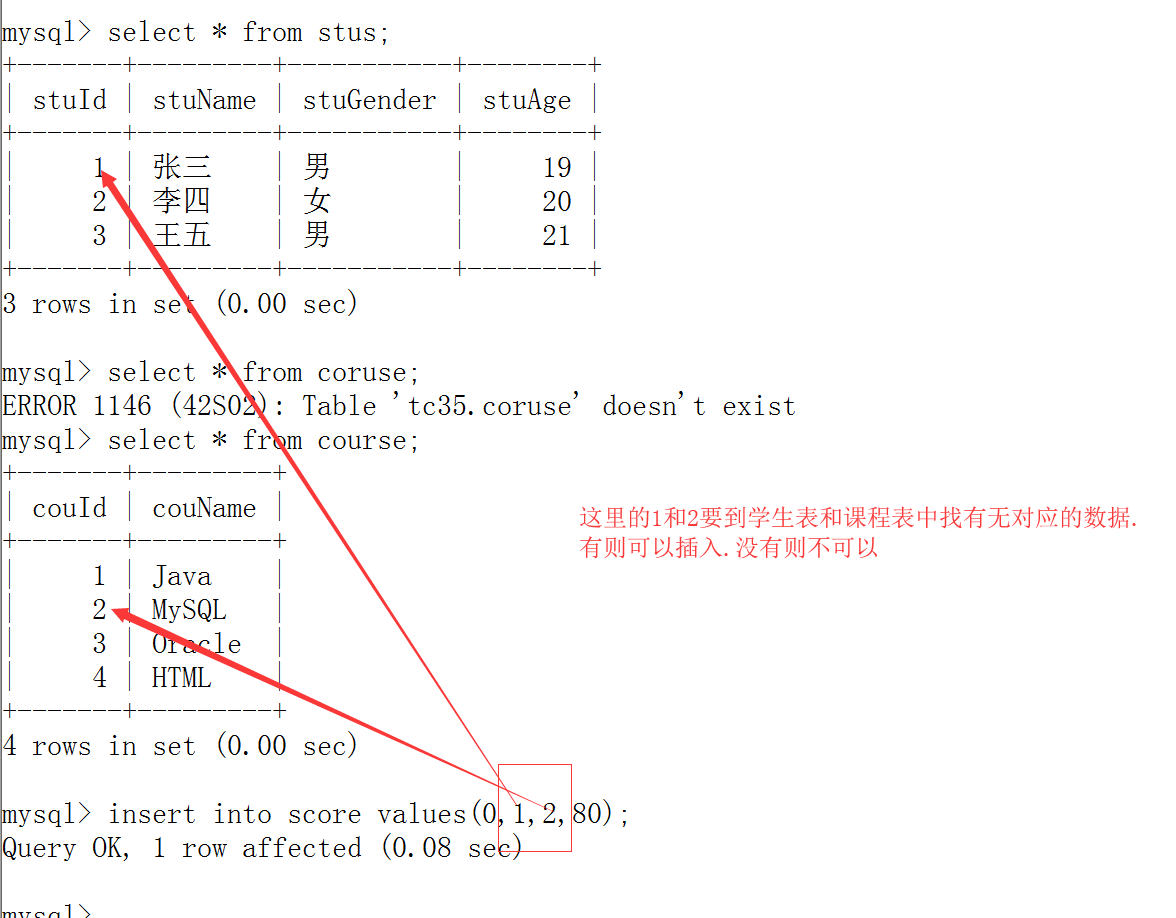 mysql> select * from stus;
+-------+---------+-----------+--------+
| stuId | stuName | stuGender | stuAge |
+-------+---------+-----------+--------+
| 1 | 张三 | 男 | 19 |
| 2 | 李四 | 女 | 20 |
| 3 | 王五 | 男 | 21 |
+-------+---------+-----------+--------+
3 rows in set (0.00 sec)
mysql> select * from coruse;
ERROR 1146 (42S02): Table 'tc35.coruse' doesn't exist
mysql> select * from course;
+-------+---------+
| couId | couName |
+-------+---------+
| 1 | Java |
| 2 | MySQL |
| 3 | Oracle |
| 4 | HTML |
+-------+---------+
4 rows in set (0.00 sec)
这里的1和2要到学生表和课程表中找有无对应的数据.
有则可以插入.没有则不可以
mysql> insert into score values(0,1,2,80);
Query OK, 1 row affected (0.08 sec)
mysql>